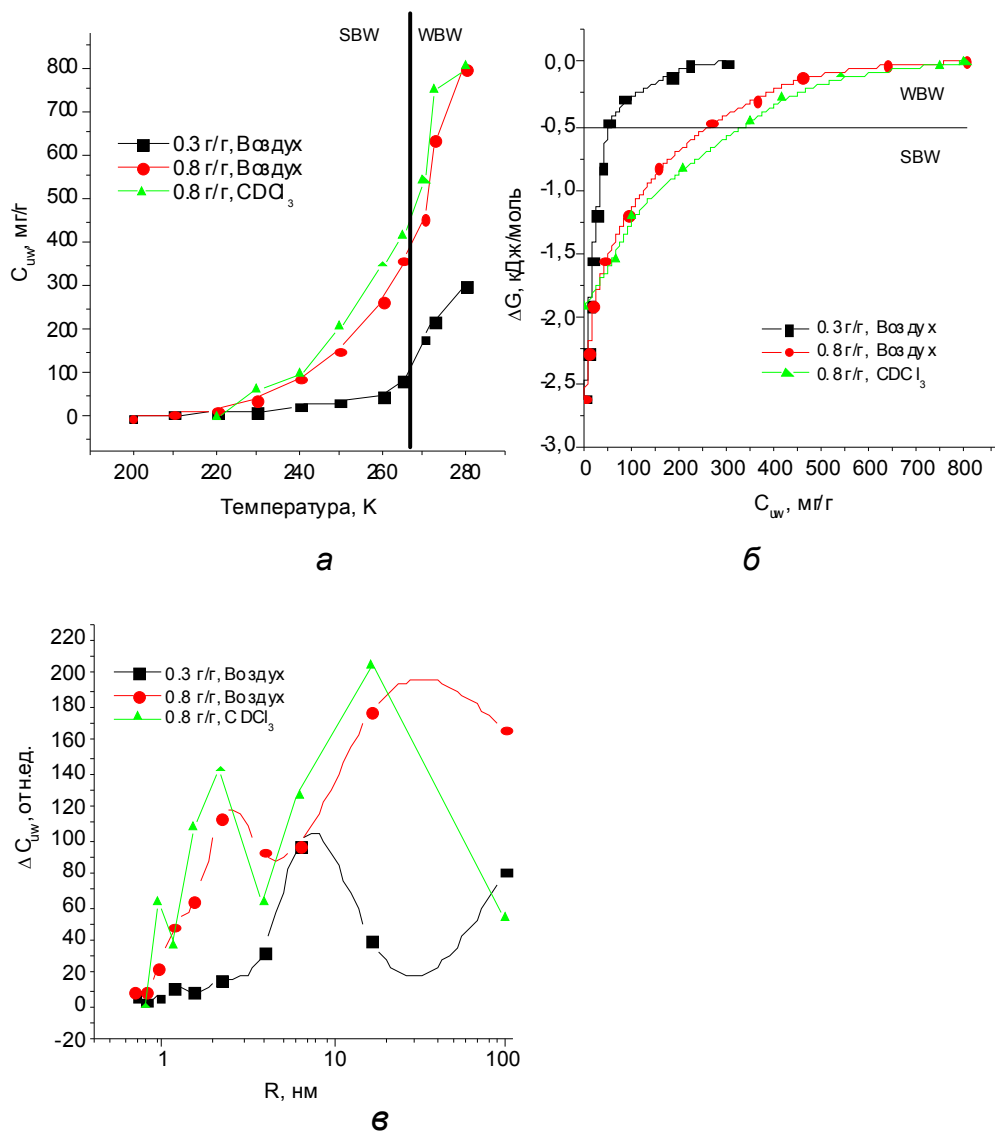 SBW WBW
800
700
600
500
400
300
200
100
0
C uw, мг/г
0.3 г/г, Воздух
0.8 г/г, Воздух
0.8 г/г, CDCl3
200 220 240 260 280
Температура, К
а
0,0
-0,5
-1,0
-1,5
-2,0
-2,5
-3,0
ΔG, кДж/моль
WBW
SBW
0.3 г/г, Воздух
0.8 г/г, Воздух
0.8 г/г, CDCl3
0 100 200 300 400 500 600 700 800
C uw, мг/г
б
220
200
180
160
140
120
100
80
60
40
20
0
-20
Δ C uw, отн.ед.
0.3 г/г, Воздух
0.8 г/г, Воздух
0.8 г/г, CDCl3
1 10 100
R, нм
в